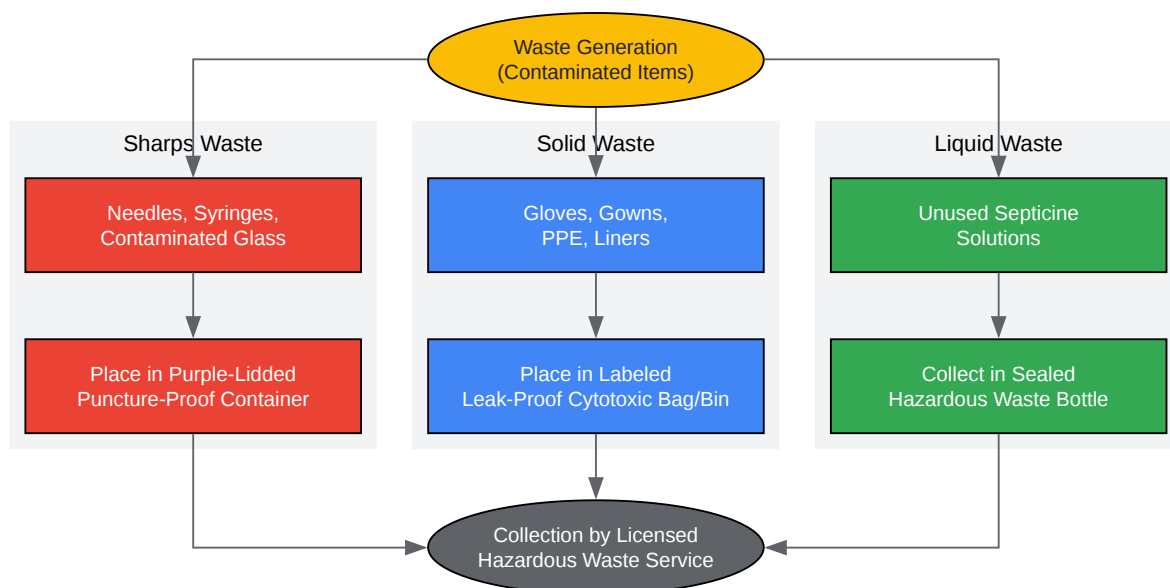 Waste Generation
(Contaminated Items)
Sharps Waste
Solid Waste
Liquid Waste
Needles, Syringes,
Contaminated Glass
Gloves, Gowns,
PPE, Liners
Unused Septicine
Solutions
Place in Purple-Lidded
Puncture-Proof Container
Place in Labeled
Leak-Proof Cytotoxic Bag/Bin
Collect in Sealed
Hazardous Waste Bottle
Collection by Licensed
Hazardous Waste Service